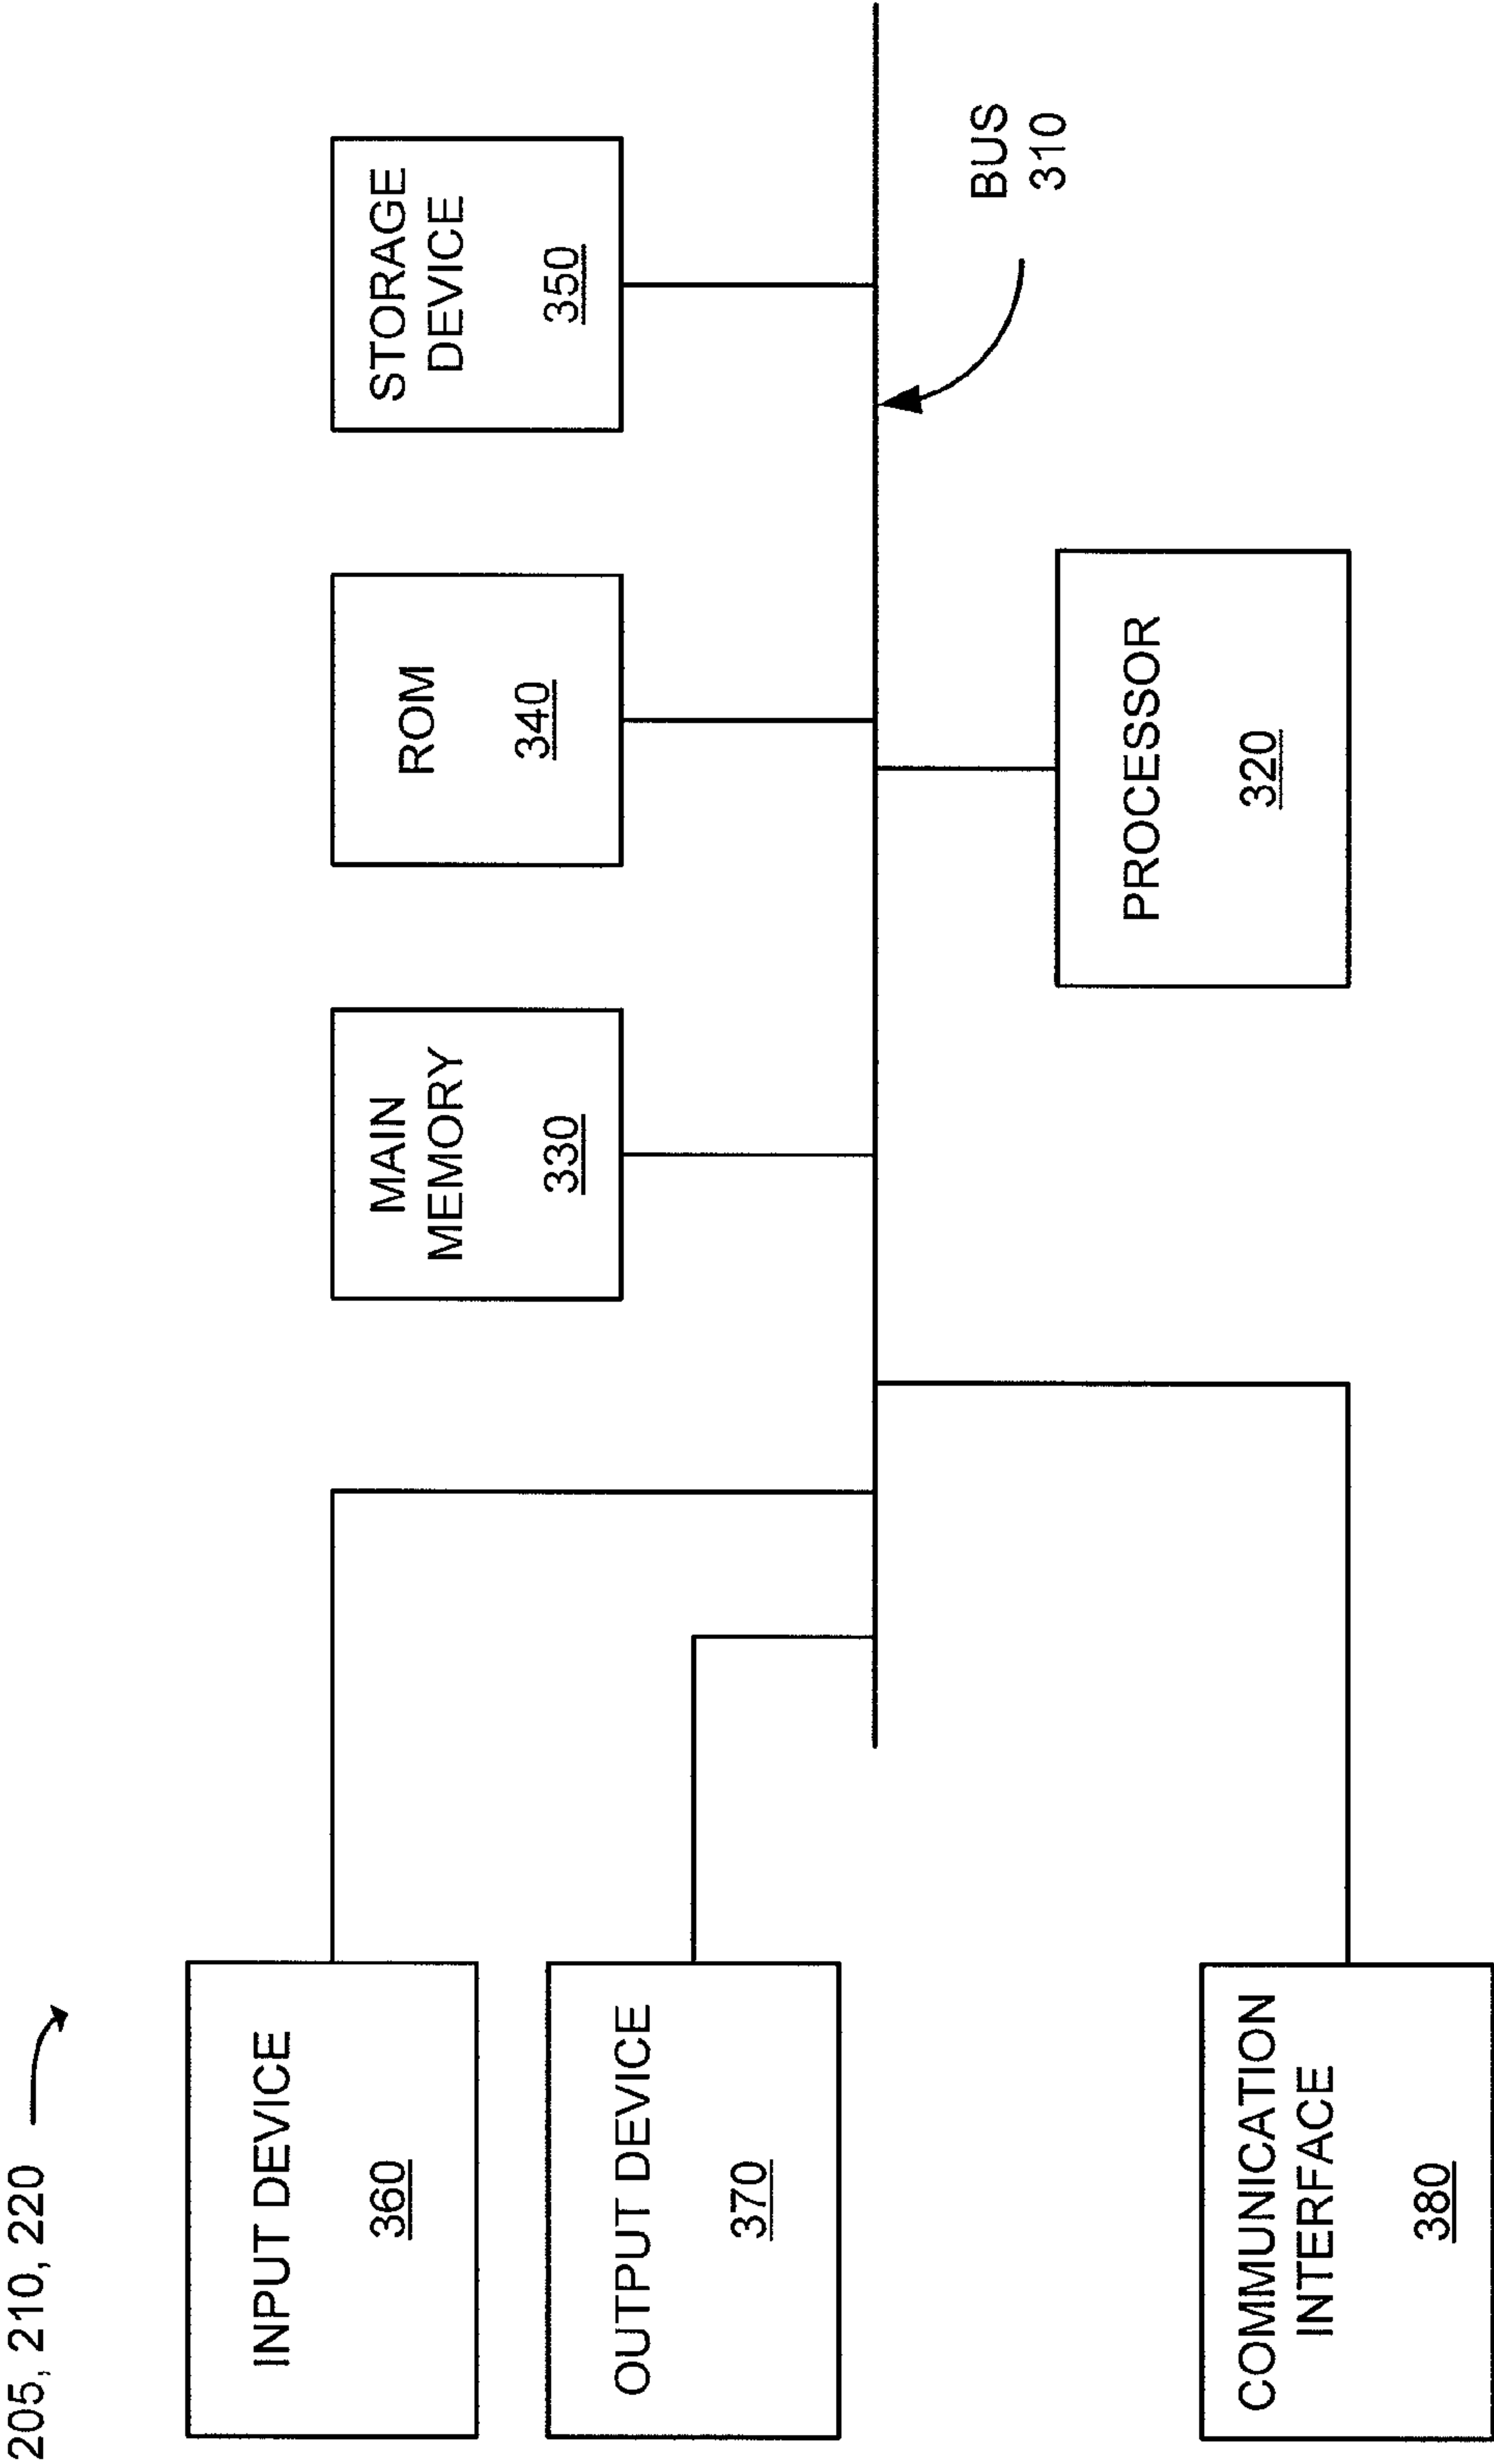 205, 210, 220
INPUT DEVICE
360
OUTPUT DEVICE
370
COMMUNICATION
INTERFACE
380
MAIN
MEMORY
330
ROM
340
STORAGE
DEVICE
350
PROCESSOR
320
BUS
310